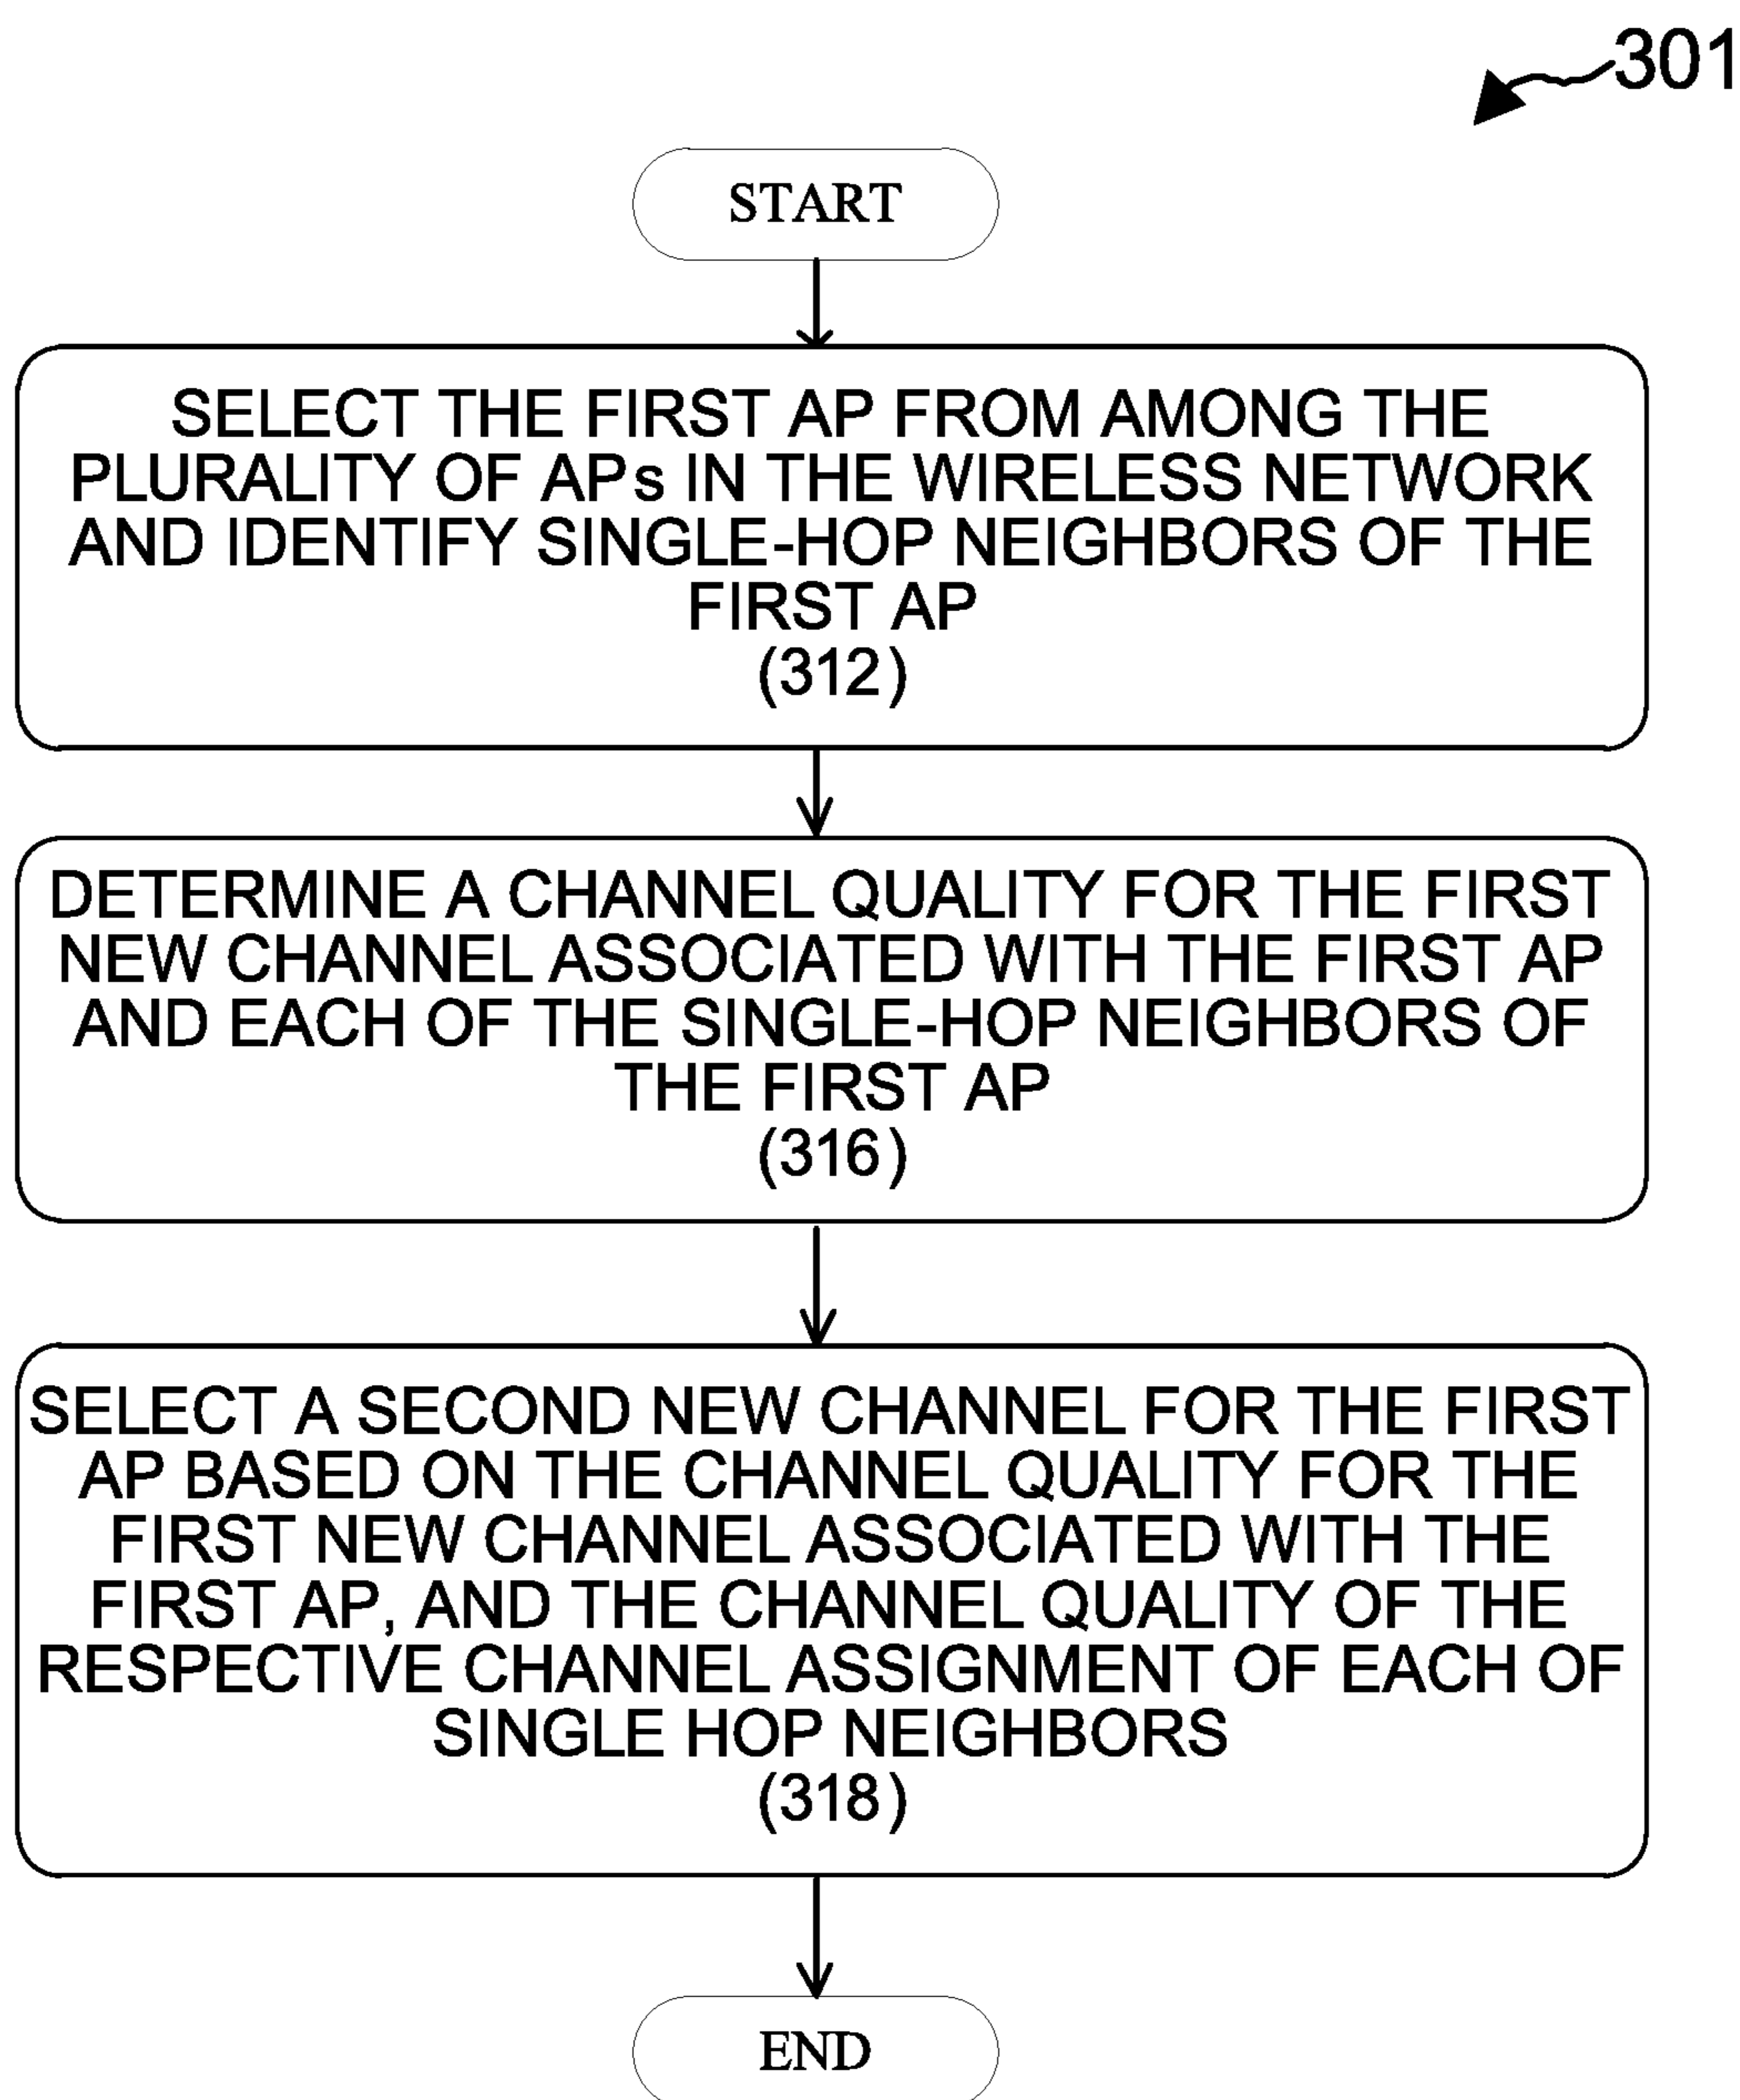 301
START
SELECT THE FIRST AP FROM AMONG THE
PLURALITY OF APs IN THE WIRELESS NETWORK
AND IDENTIFY SINGLE-HOP NEIGHBORS OF THE
FIRST AP
(312)
DETERMINE A CHANNEL QUALITY FOR THE FIRST
NEW CHANNEL ASSOCIATED WITH THE FIRST AP
AND EACH OF THE SINGLE-HOP NEIGHBORS OF
THE FIRST AP
(316)
SELECT A SECOND NEW CHANNEL FOR THE FIRST
AP BASED ON THE CHANNEL QUALITY FOR THE
FIRST NEW CHANNEL ASSOCIATED WITH THE
FIRST AP, AND THE CHANNEL QUALITY OF THE
RESPECTIVE CHANNEL ASSIGNMENT OF EACH OF
SINGLE HOP NEIGHBORS
(318)
END